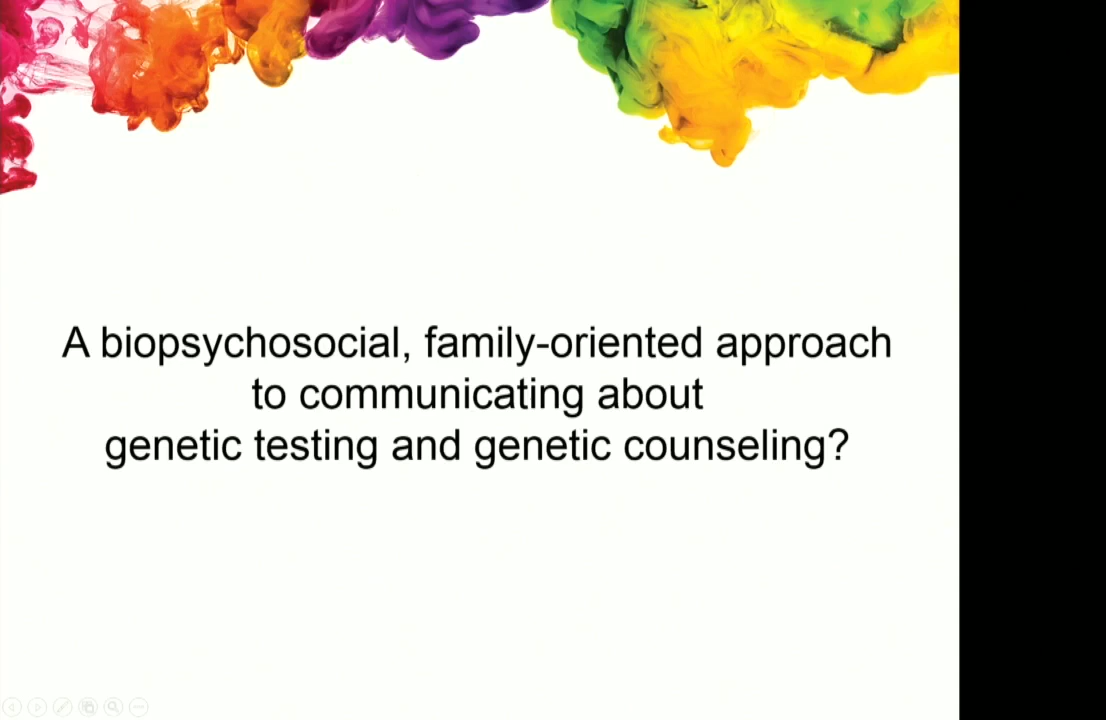 A biopsychosocial, family-oriented approach
to communicating about
genetic testing and genetic counseling?